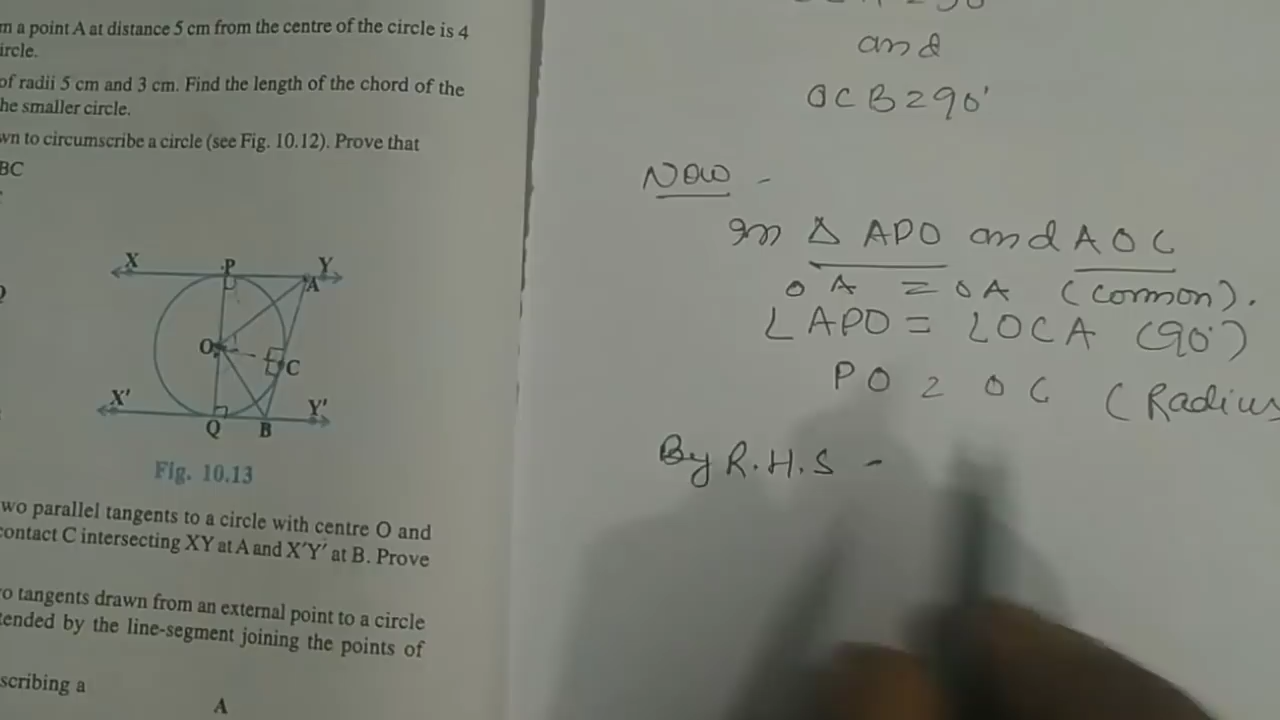 m a point A at distance 5 cm from the centre of the circle is 4
ircle.
of radii 5 cm and 3 cm. Find the length of the chord of the
he smaller circle.
wn to circumscribe a circle (see Fig. 10.12). Prove that
BC
X P Y
A
O
C
X' Y'
Q B
Fig. 10.13
wo parallel tangents to a circle with centre O and
contact C intersecting XY at A and X'Y' at B. Prove
o tangents drawn from an external point to a circle
tended by the line-segment joining the points of
scribing a
A
and
OCB=90°
Now -
In Δ APO and AOC
OA = OA (common).
∠APO = ∠OCA (90°)
PO = OC (Radius
By R.H.S -